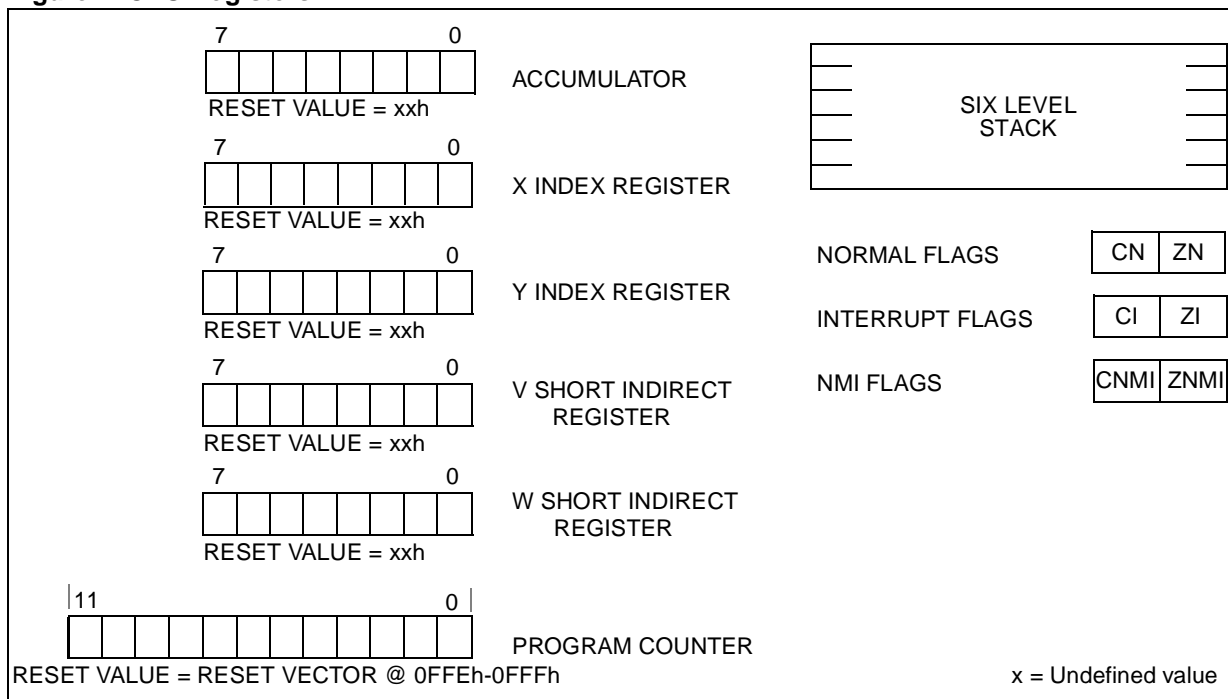 7 0
ACCUMULATOR
RESET VALUE = xxh
7 0
X INDEX REGISTER
RESET VALUE = xxh
7 0
Y INDEX REGISTER
RESET VALUE = xxh
7 0
V SHORT INDIRECT
REGISTER
RESET VALUE = xxh
7 0
W SHORT INDIRECT
REGISTER
RESET VALUE = xxh
11 0
PROGRAM COUNTER
RESET VALUE = RESET VECTOR @ 0FFEh-0FFFh
SIX LEVEL
STACK
NORMAL FLAGS CN ZN
INTERRUPT FLAGS CI ZI
NMI FLAGS CNMI ZNMI
x = Undefined value